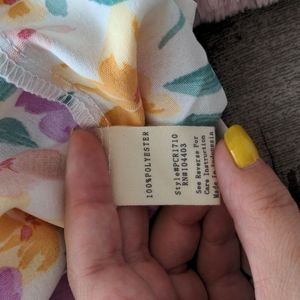 100%POLYESTER
Style#PCR1710
RN#104403
See Reverse For
Care Instruction
Made in Indonesia